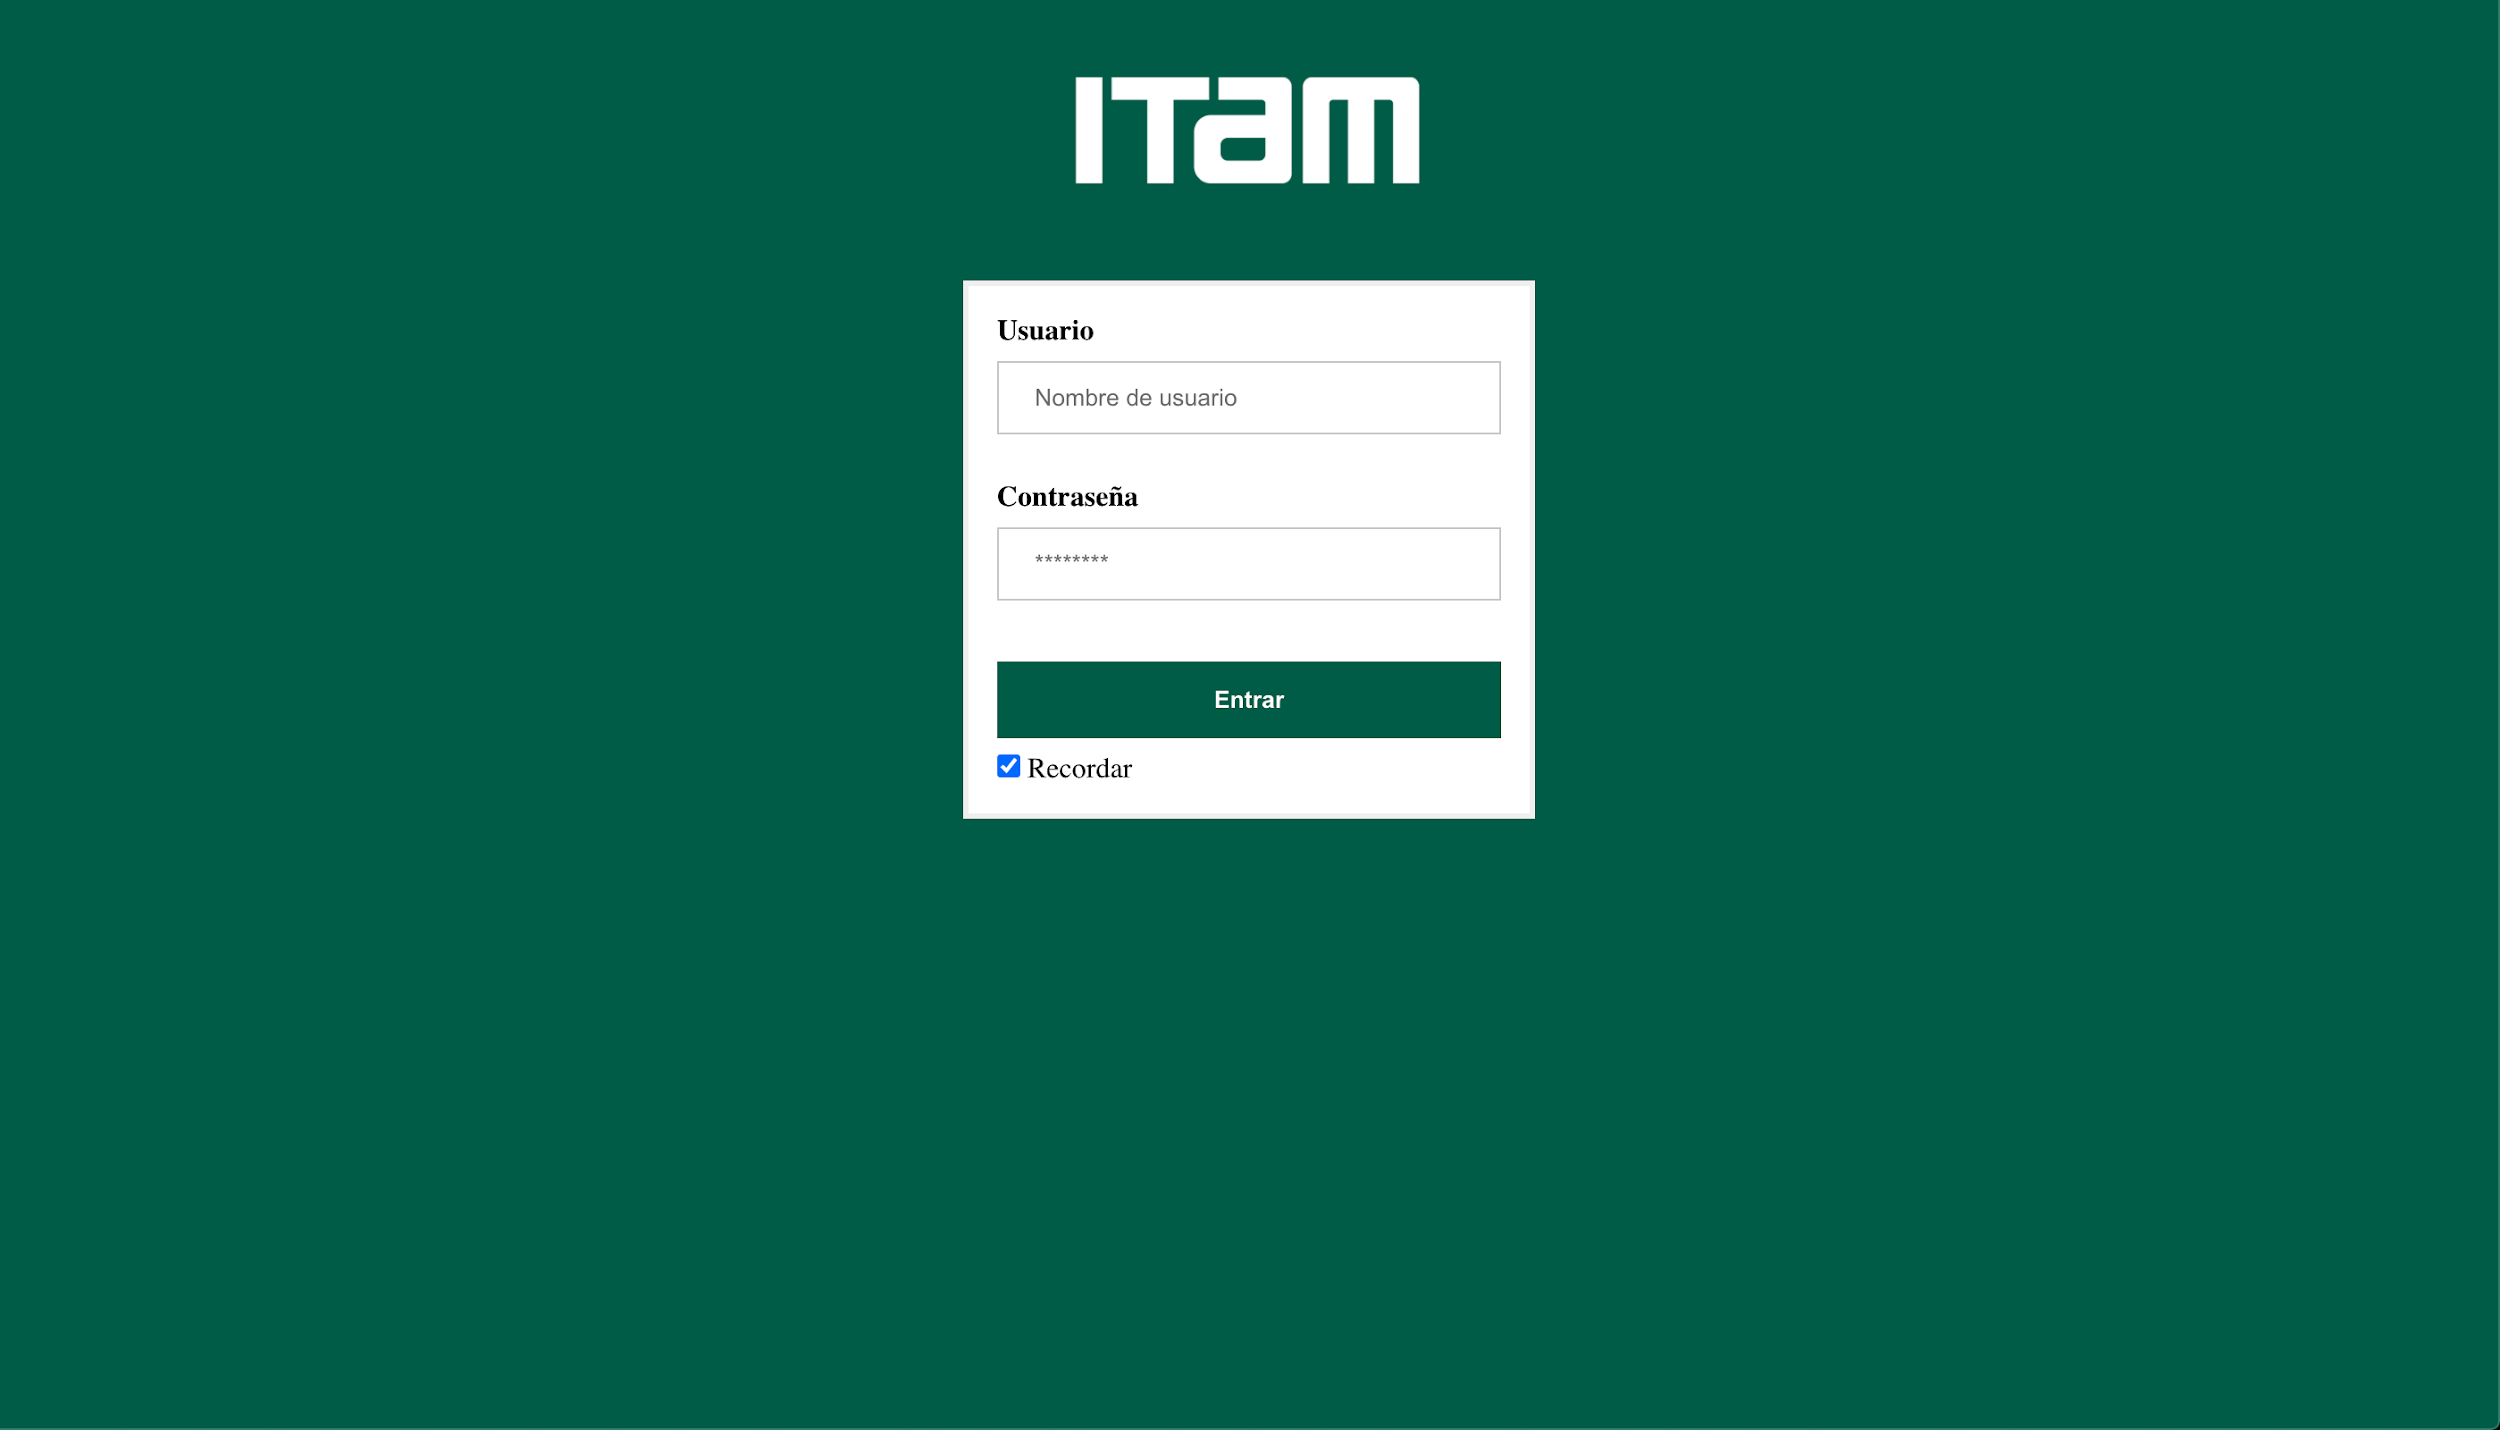 ITAM
Usuario
Nombre de usuario
Contraseña
********
Entrar
Recordar